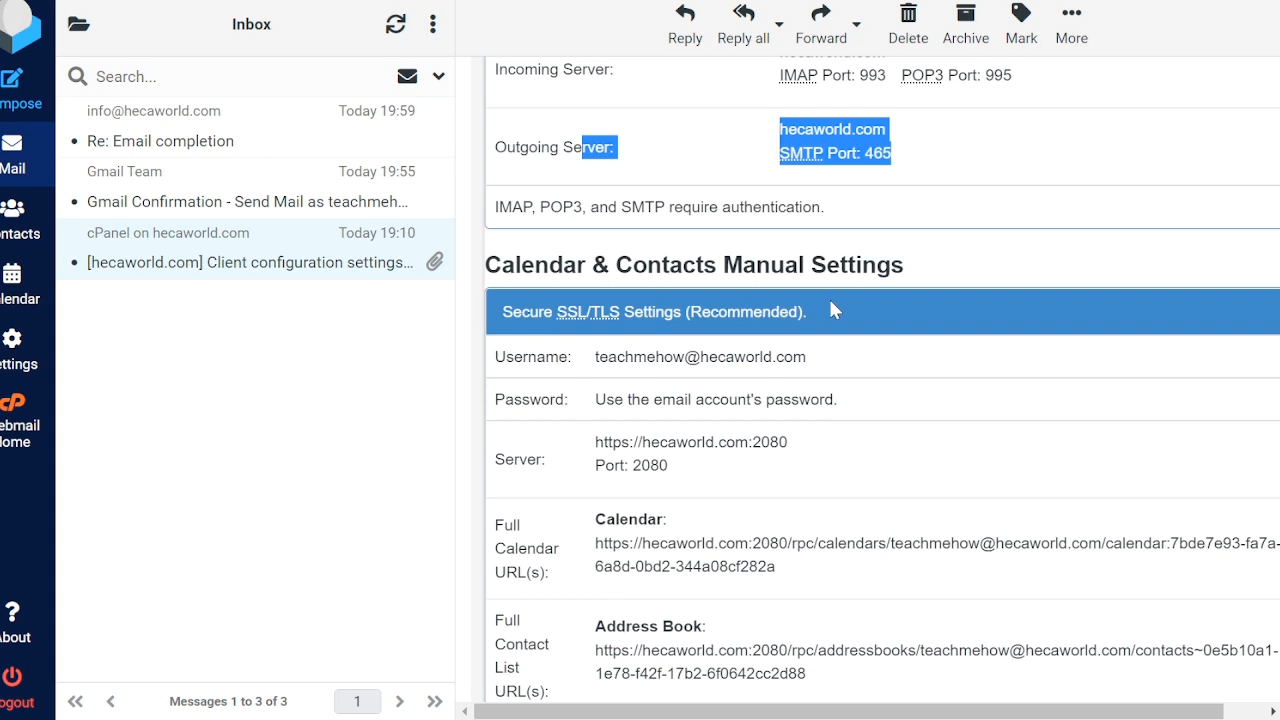 Inbox
Reply
Reply all
Forward
Delete
Archive
Mark
More
mpose
Mail
ntacts
lendar
ttings
cP
ebmail
Home
?
About
ogout
Search...
info@hecaworld.com Today 19:59
• Re: Email completion
Gmail Team Today 19:55
• Gmail Confirmation - Send Mail as teachmeh...
cPanel on hecaworld.com Today 19:10
• [hecaworld.com] Client configuration settings...
Messages 1 to 3 of 3
1
Incoming Server:
IMAP Port: 993 POP3 Port: 995
Outgoing Server:
hecaworld.com
SMTP Port: 465
IMAP, POP3, and SMTP require authentication.
Calendar & Contacts Manual Settings
Secure SSL/TLS Settings (Recommended).
Username: teachmehow@hecaworld.com
Password: Use the email account's password.
Server:
https://hecaworld.com:2080
Port: 2080
Full
Calendar
URL(s):
Calendar:
https://hecaworld.com:2080/rpc/calendars/teachmehow@hecaworld.com/calendar:7bde7e93-fa7a-
6a8d-0bd2-344a08cf282a
Full
Contact
List
URL(s):
Address Book:
https://hecaworld.com:2080/rpc/addressbooks/teachmehow@hecaworld.com/contacts~0e5b10a1-
1e78-f42f-17b2-6f0642cc2d88